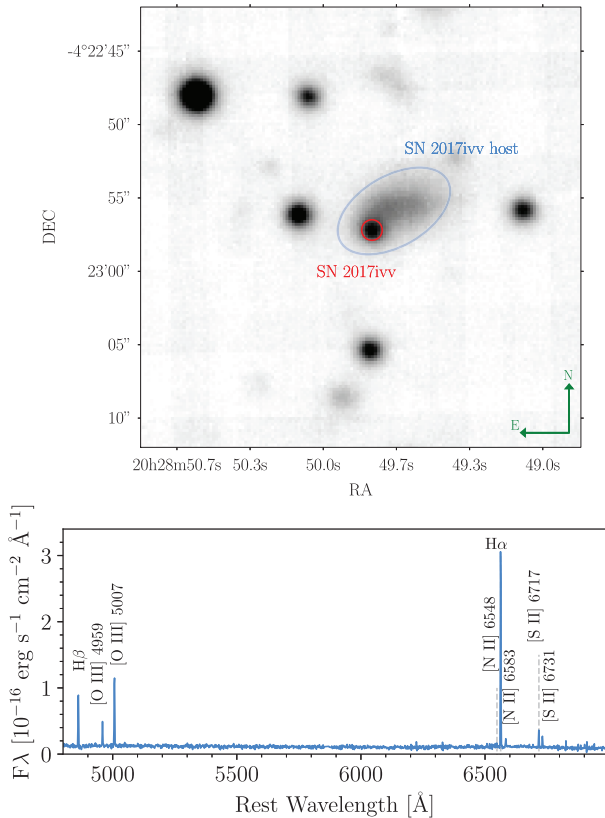 -4°22'45"
50"
55"
23'00"
05"
10"
DEC
SN 2017ivv host
SN 2017ivv
N
E
20h28m50.7s 50.3s 50.0s 49.7s 49.3s 49.0s
RA
Fλ [10⁻¹⁶ erg s⁻¹ cm⁻² Å⁻¹]
3
2
1
0
Hβ
[O III] 4959
[O III] 5007
[N II] 6548
Hα
[N II] 6583
[S II] 6717
[S II] 6731
5000 5500 6000 6500
Rest Wavelength [Å]